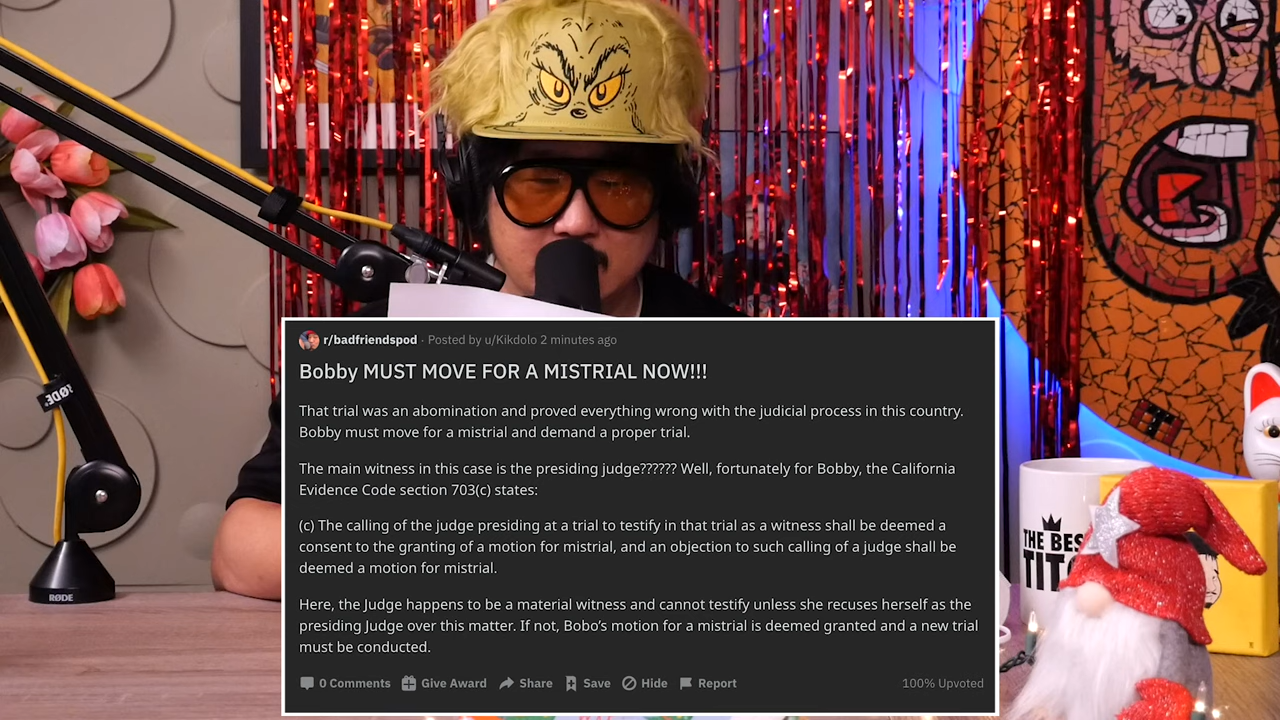 r/badfriendspod · Posted by u/Kikdolo 2 minutes ago
Bobby MUST MOVE FOR A MISTRIAL NOW!!!
That trial was an abomination and proved everything wrong with the judicial process in this country.
Bobby must move for a mistrial and demand a proper trial.
The main witness in this case is the presiding judge?????? Well, fortunately for Bobby, the California
Evidence Code section 703(c) states:
(c) The calling of the judge presiding at a trial to testify in that trial as a witness shall be deemed a
consent to the granting of a motion for mistrial, and an objection to such calling of a judge shall be
deemed a motion for mistrial.
Here, the Judge happens to be a material witness and cannot testify unless she recuses herself as the
presiding Judge over this matter. If not, Bobo's motion for a mistrial is deemed granted and a new trial
must be conducted.
0 Comments Give Award Share Save Hide Report 100% Upvoted
RØDE
RØDE
THE BES
TIT